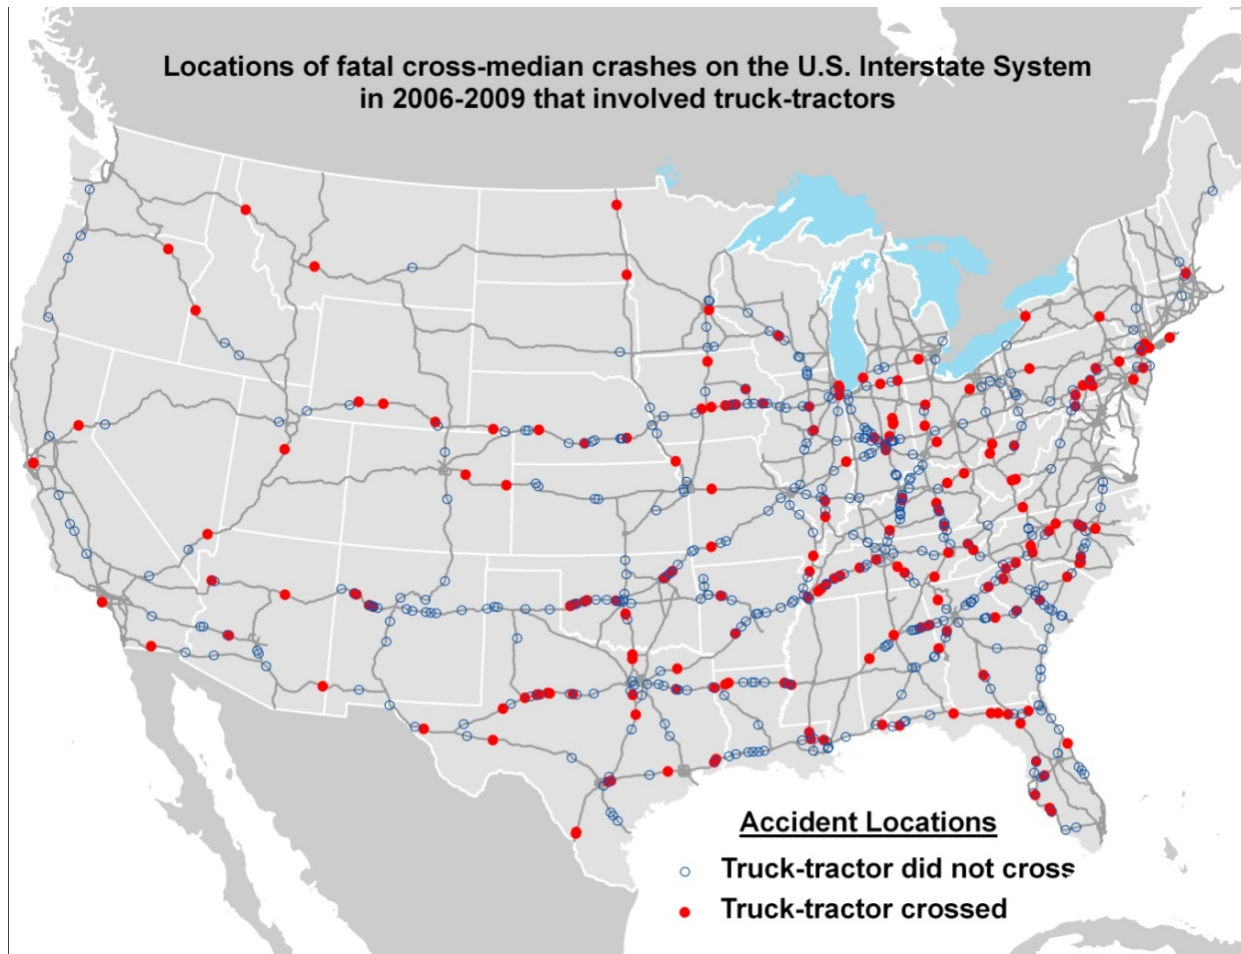 Locations of fatal cross-median crashes on the U.S. Interstate System
in 2006-2009 that involved truck-tractors
Accident Locations
Truck-tractor did not cross
Truck-tractor crossed